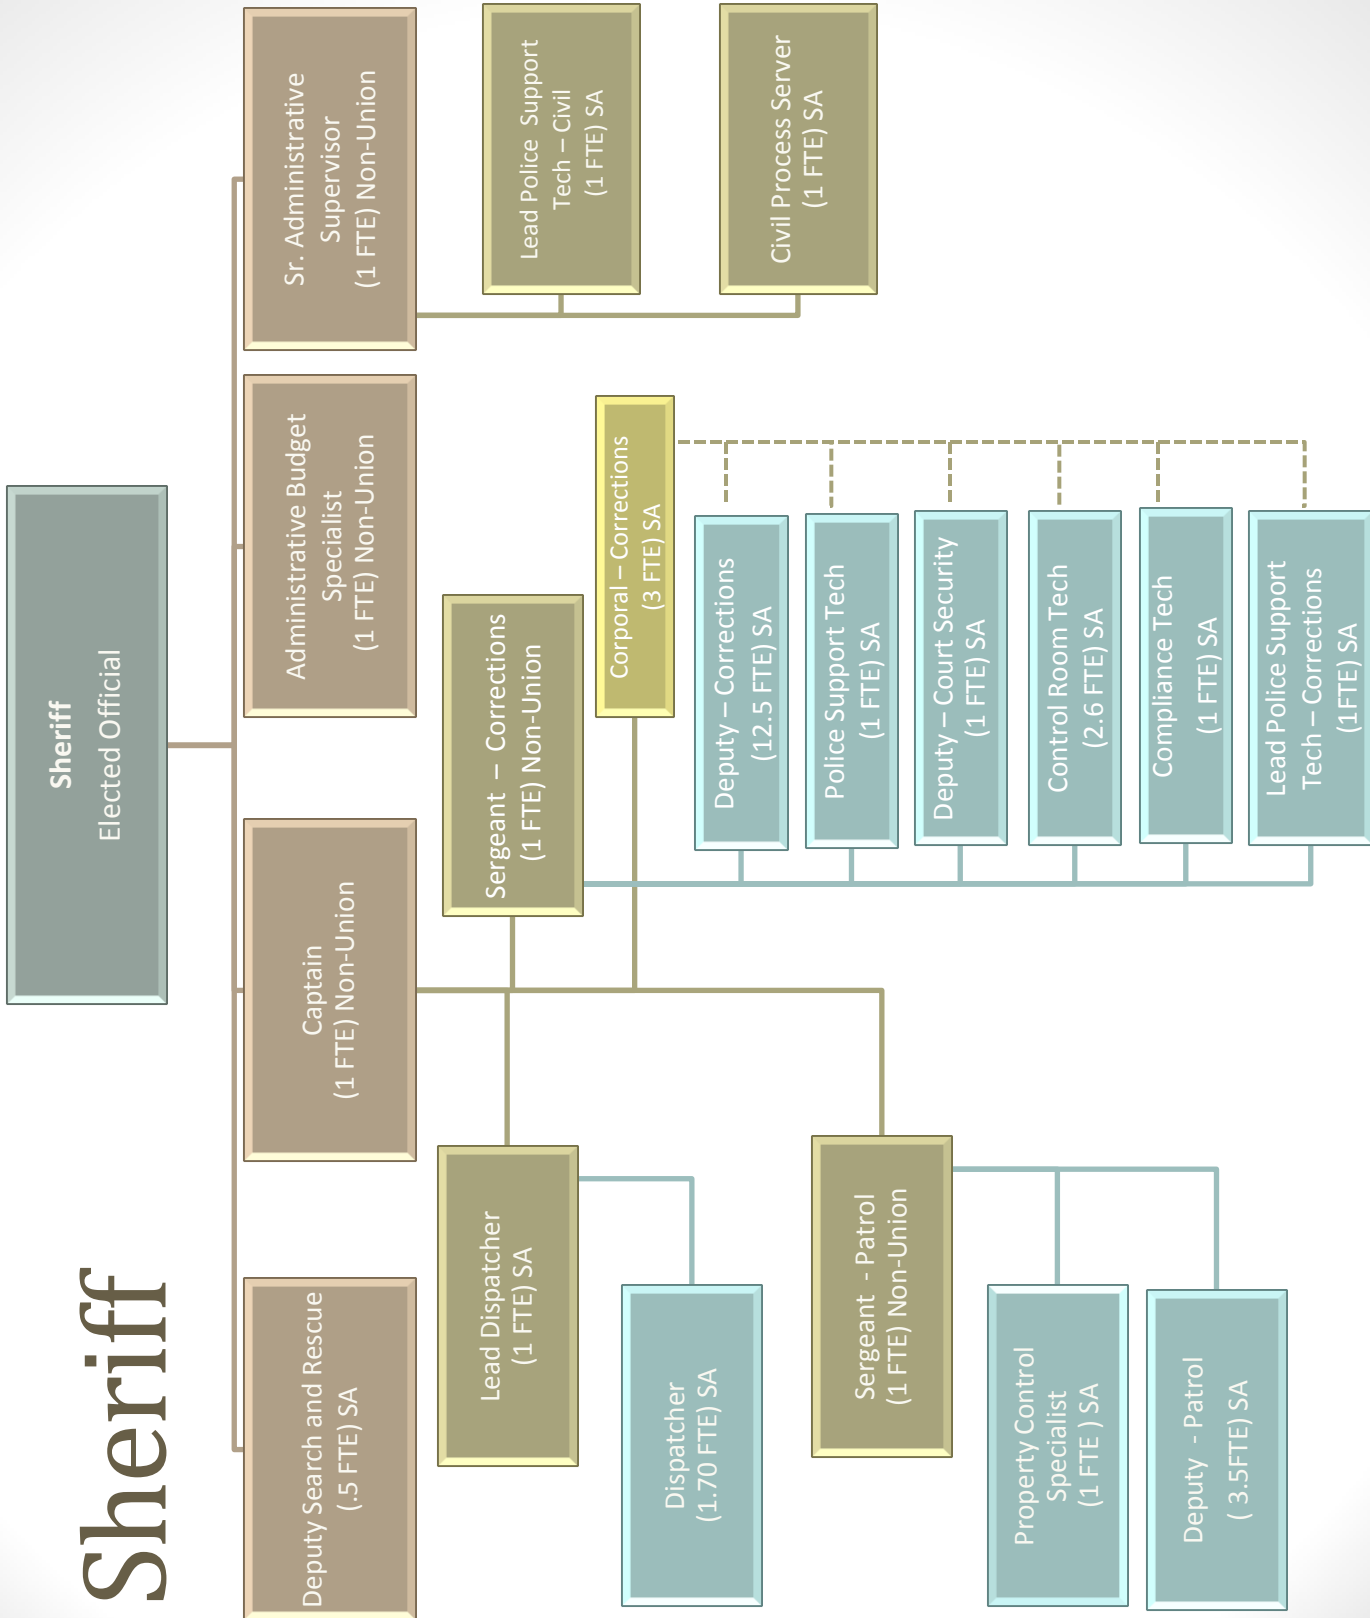 Sheriff
Sheriff
Elected Official
Deputy Search and Rescue
(.5 FTE) SA
Captain
(1 FTE) Non-Union
Administrative Budget
Specialist
(1 FTE) Non-Union
Sr. Administrative
Supervisor
(1 FTE) Non-Union
Lead Dispatcher
(1 FTE) SA
Dispatcher
(1.70 FTE) SA
Sergeant - Patrol
(1 FTE) Non-Union
Property Control
Specialist
(1 FTE ) SA
Deputy - Patrol
( 3.5FTE) SA
Sergeant – Corrections
(1 FTE) Non-Union
Corporal – Corrections
(3 FTE) SA
Deputy – Corrections
(12.5 FTE) SA
Police Support Tech
(1 FTE) SA
Deputy – Court Security
(1 FTE) SA
Control Room Tech
(2.6 FTE) SA
Compliance Tech
(1 FTE) SA
Lead Police Support
Tech – Corrections
(1FTE) SA
Lead Police Support
Tech – Civil
(1 FTE) SA
Civil Process Server
(1 FTE) SA